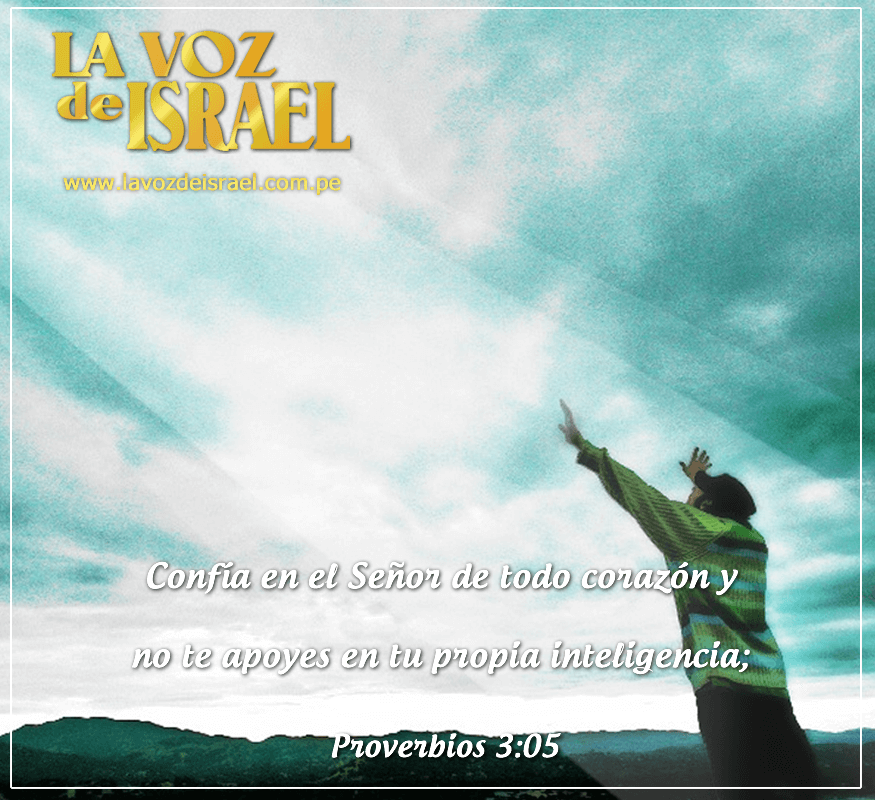 LA VOZ
de ISRAEL
www.lavozdeisrael.com.pe
Confía en el Señor de todo corazón y
no te apoyes en tu propia inteligencia;
Proverbios 3:05